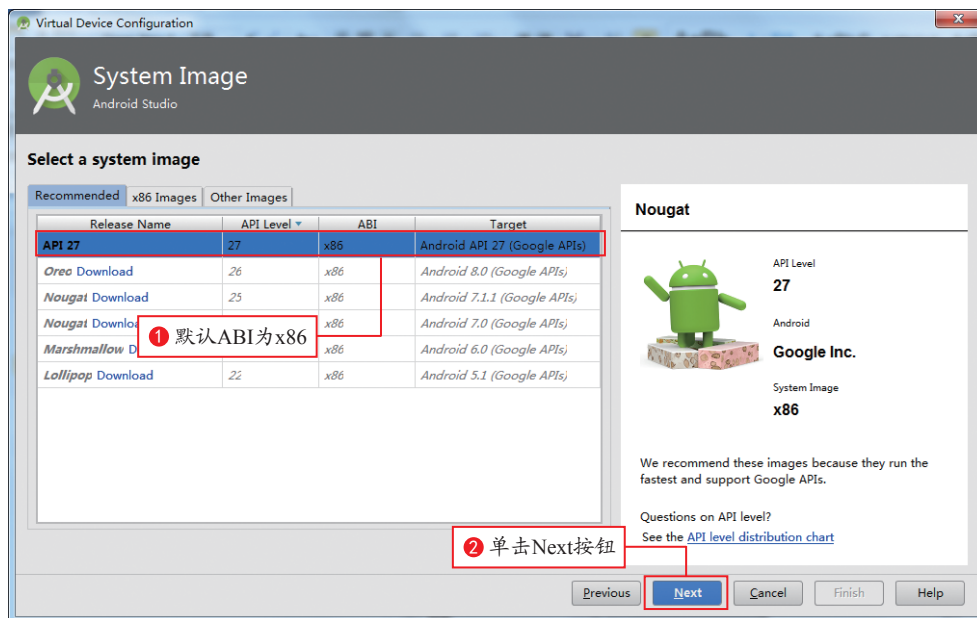 Virtual Device Configuration
System Image
Android Studio
Select a system image
Recommended x86 Images Other Images
Release Name API Level ABI Target
API 27 27 x86 Android API 27 (Google APIs)
Oreo Download 26 x86 Android 8.0 (Google APIs)
Nougat Download 25 x86 Android 7.1.1 (Google APIs)
Nougat x86 Android 7.0 (Google APIs)
Marshmallow x86 Android 6.0 (Google APIs)
Lollipop Download 22 x86 Android 5.1 (Google APIs)
1 默认ABI为x86
Nougat
API Level
27
Android
Google Inc.
System Image
x86
We recommend these images because they run the
fastest and support Google APIs.
Questions on API level?
See the API level distribution chart
2 单击Next按钮
Previous Next Cancel Finish Help